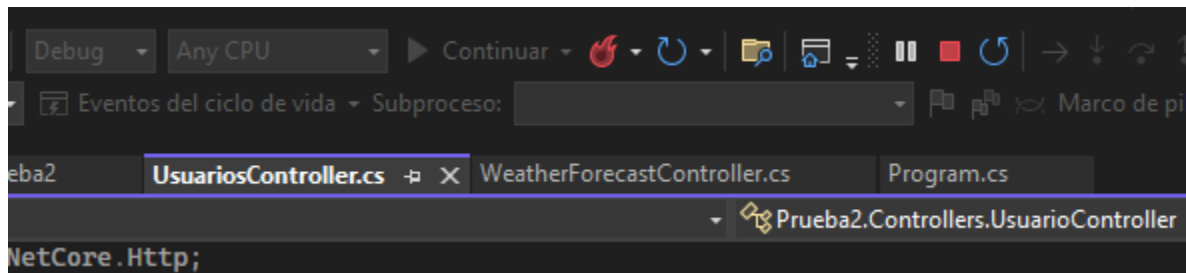 Debug Any CPU Continuar
Eventos del ciclo de vida Subproceso: Marco de pi
eba2 UsuariosController.cs WeatherForecastController.cs Program.cs
Prueba2.Controllers.UsuarioController
NetCore.Http;